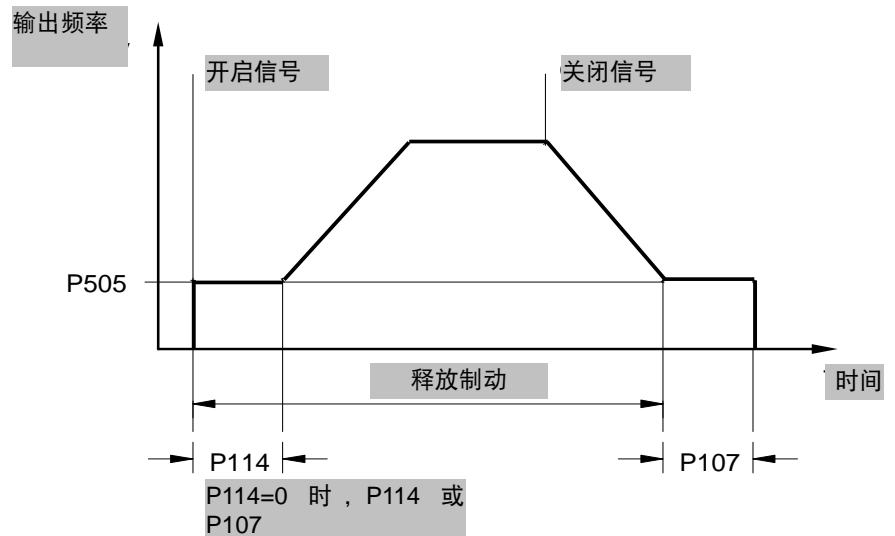 输出频率
开启信号
关闭信号
P505
释放制动
时间
P114
P107
P114=0 时 , P114 或
P107